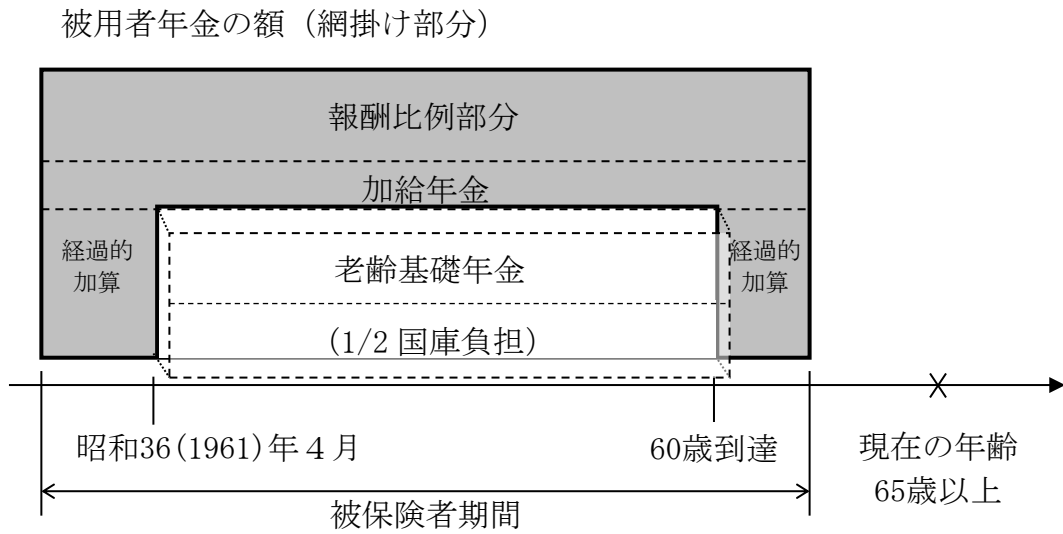 被用者年金の額（網掛け部分）
報酬比例部分
加給年金
経過的
加算
老齢基礎年金
(1/2 国庫負担)
経過的
加算
昭和36(1961)年４月
60歳到達
現在の年齢
65歳以上
被保険者期間